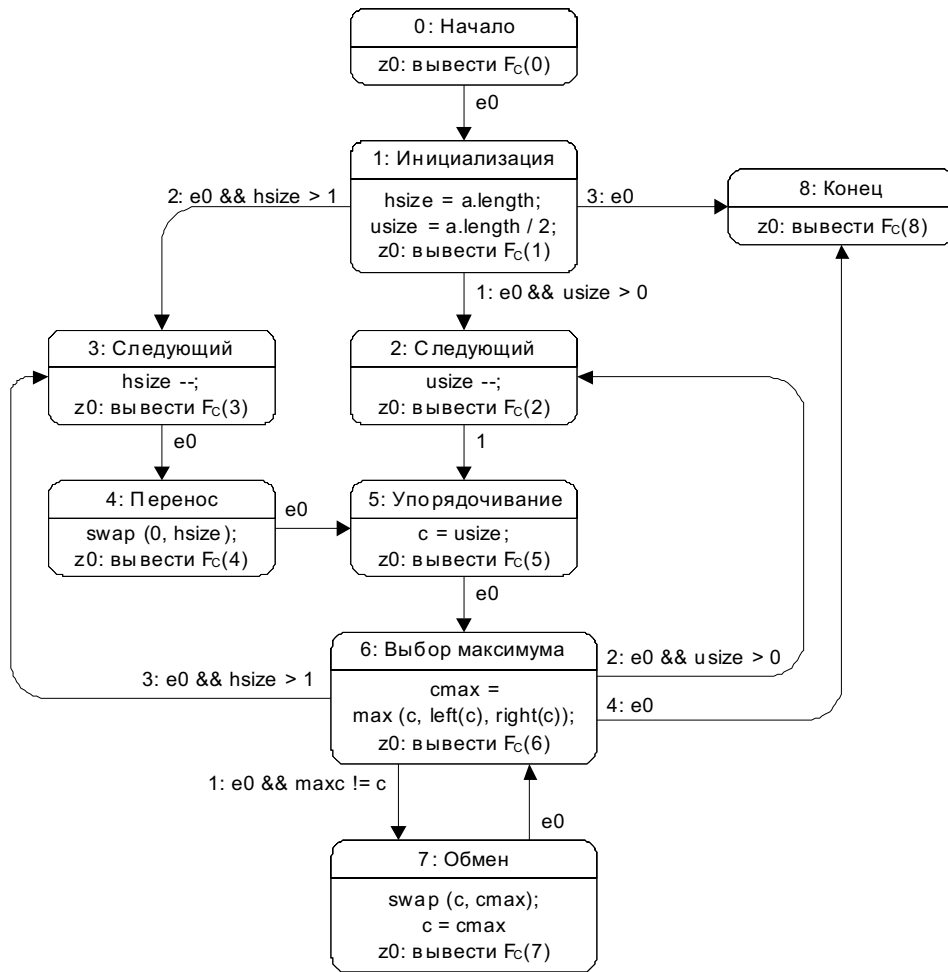 0: Начало
z0: вывести FC(0)
e0
1: Инициализация
hsize = a.length;
usize = a.length / 2;
z0: вывести FC(1)
2: e0 && hsize > 1
3: e0
8: Конец
z0: вывести FC(8)
1: e0 && usize > 0
3: Следующий
hsize --;
z0: вывести FC(3)
2: Следующий
usize --;
z0: вывести FC(2)
e0
1
4: Перенос
swap (0, hsize);
z0: вывести FC(4)
e0
5: Упорядочивание
c = usize;
z0: вывести FC(5)
e0
6: Выбор максимума
cmax =
max (c, left(c), right(c));
z0: вывести FC(6)
3: e0 && hsize > 1
2: e0 && usize > 0
4: e0
1: e0 && maxc != c
e0
7: Обмен
swap (c, cmax);
c = cmax
z0: вывести FC(7)